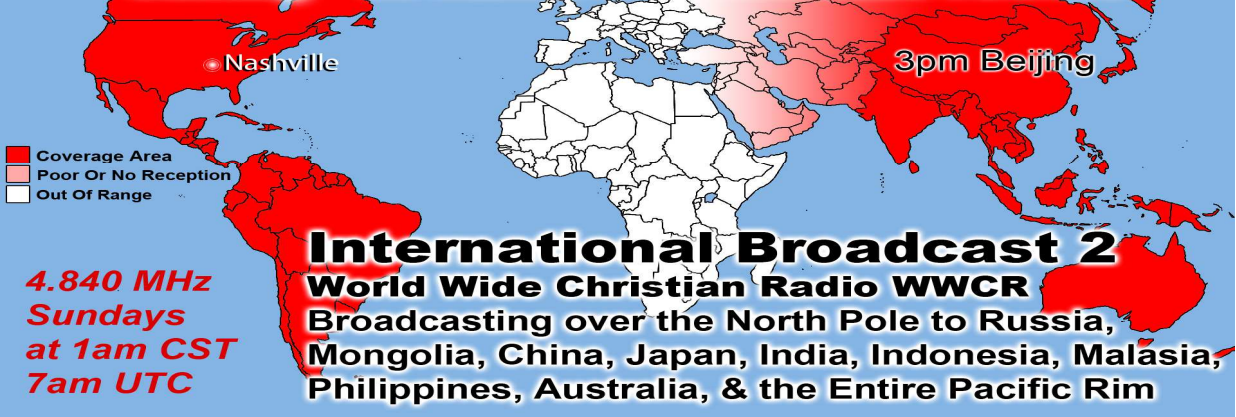 Nashville
3pm Beijing
Coverage Area
Poor Or No Reception
Out Of Range
International Broadcast 2
World Wide Christian Radio WWCR
Broadcasting over the North Pole to Russia,
Mongolia, China, Japan, India, Indonesia, Malasia,
Philippines, Australia, & the Entire Pacific Rim
4.840 MHz
Sundays
at 1am CST
7am UTC